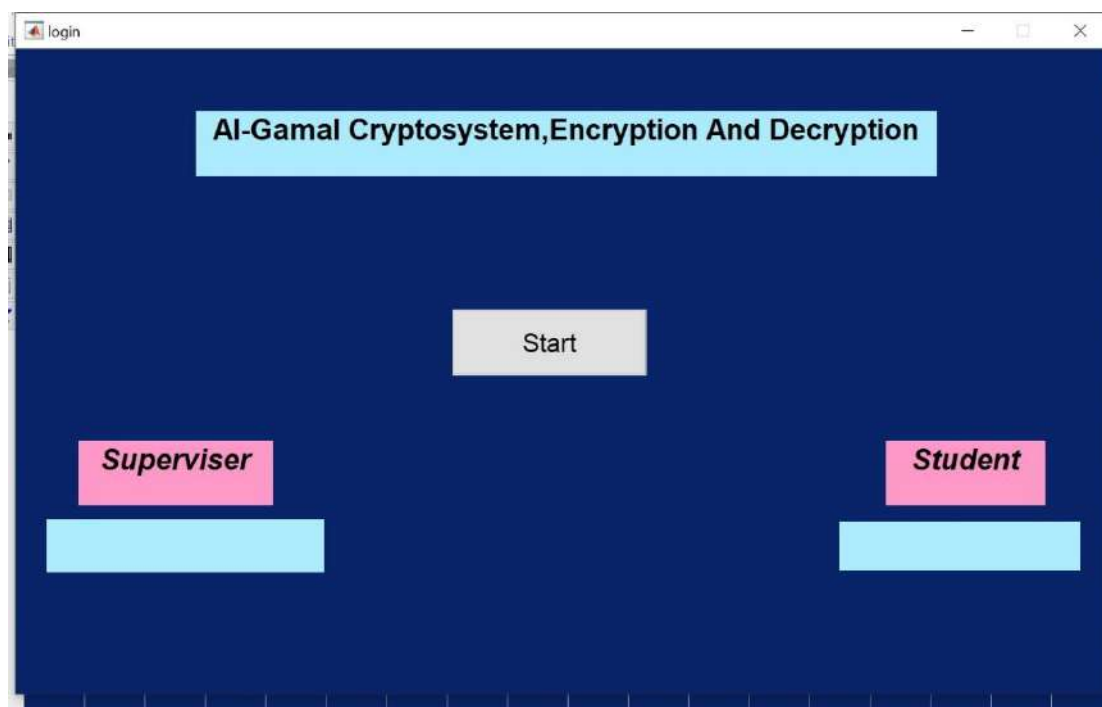 login
Al-Gamal Cryptosystem,Encryption And Decryption
Start
Superviser
Student